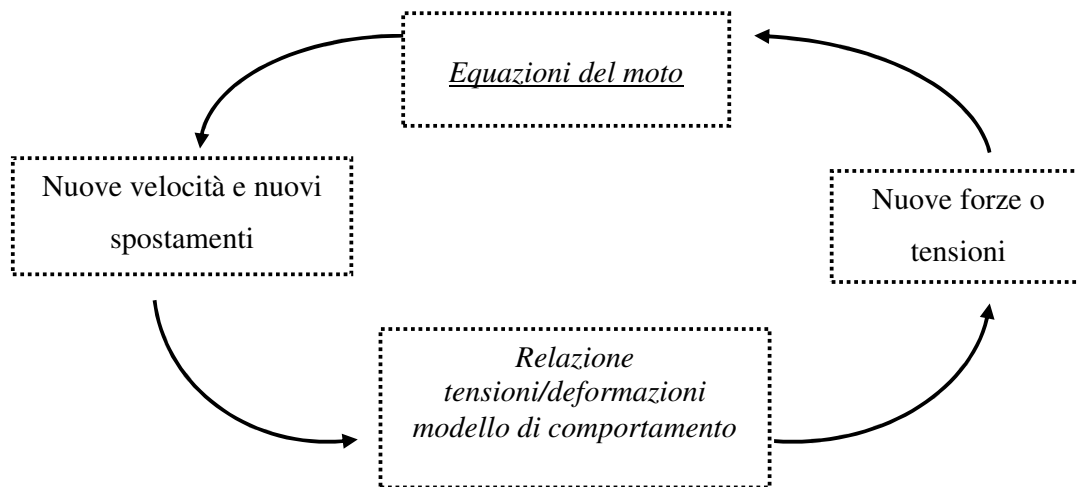 Equazioni del moto
Nuove velocità e nuovi
spostamenti
Nuove forze o
tensioni
Relazione
tensioni/deformazioni
modello di comportamento